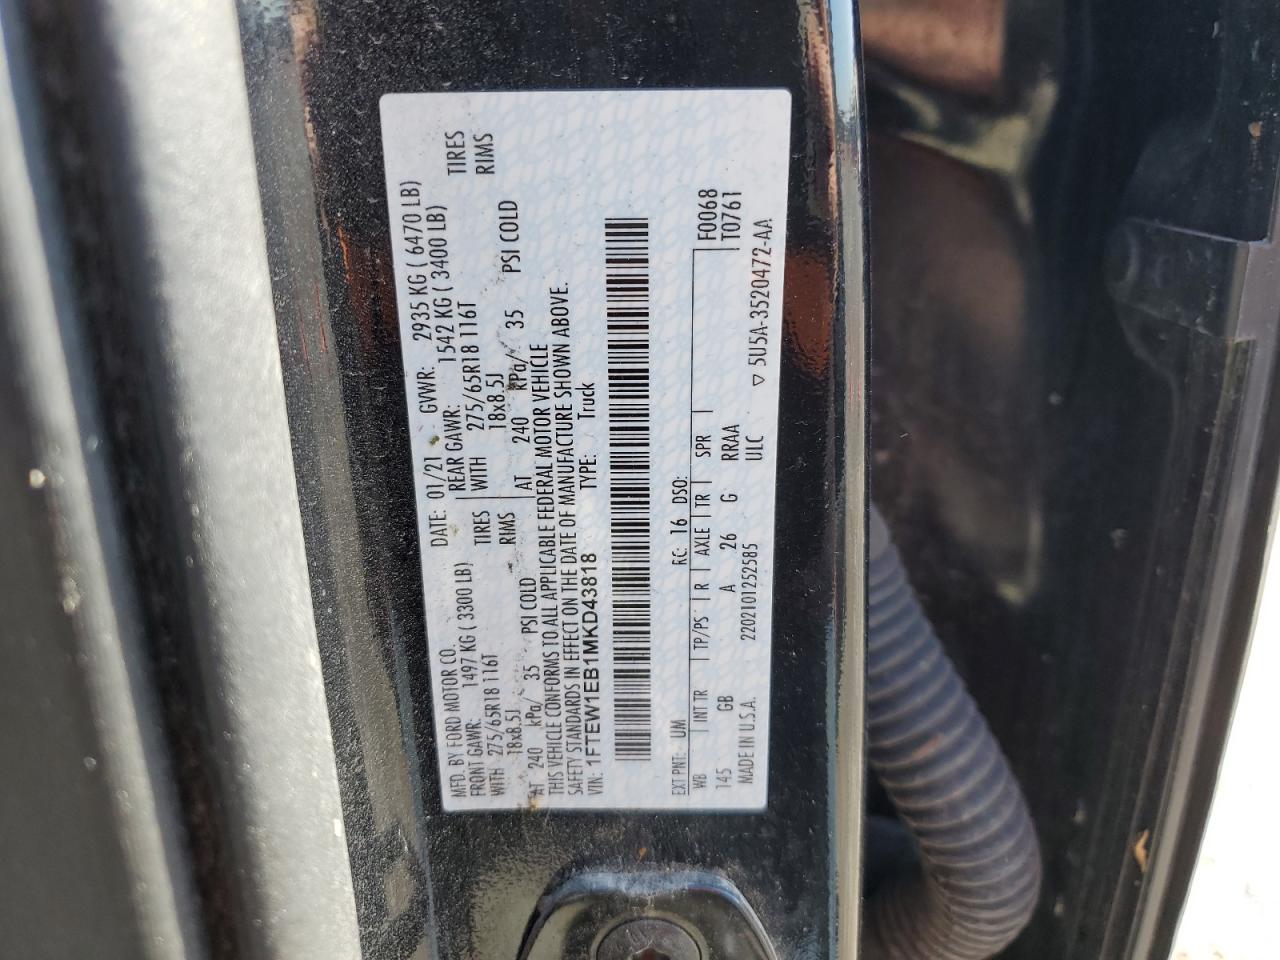 MFD. BY FORD MOTOR CO. DATE: 01/21 GVWR: 2935 KG ( 6470 LB)
FRONT GAWR: 1497 KG ( 3300 LB) REAR GAWR: 1542 KG ( 3400 LB)
WITH 275/65R18 116T TIRES WITH 275/65R18 116T TIRES
18x8.5J RIMS 18x8.5J RIMS
AT 240 kPa/ 35 PSI COLD AT 240 kPa/ 35 PSI COLD
THIS VEHICLE CONFORMS TO ALL APPLICABLE FEDERAL MOTOR VEHICLE
SAFETY STANDARDS IN EFFECT ON THE DATE OF MANUFACTURE SHOWN ABOVE.
VIN: 1FTEW1EB1MKD43818 TYPE: Truck
EXT PNT: UM RC: 16 DSO: F0068
WB INT TR TP/PS R AXLE TR SPR T0761
145 GB A 26 G RRAA
MADE IN U.S.A. 220210125​2585 ULC ▽ 5U5A-3520472-AA